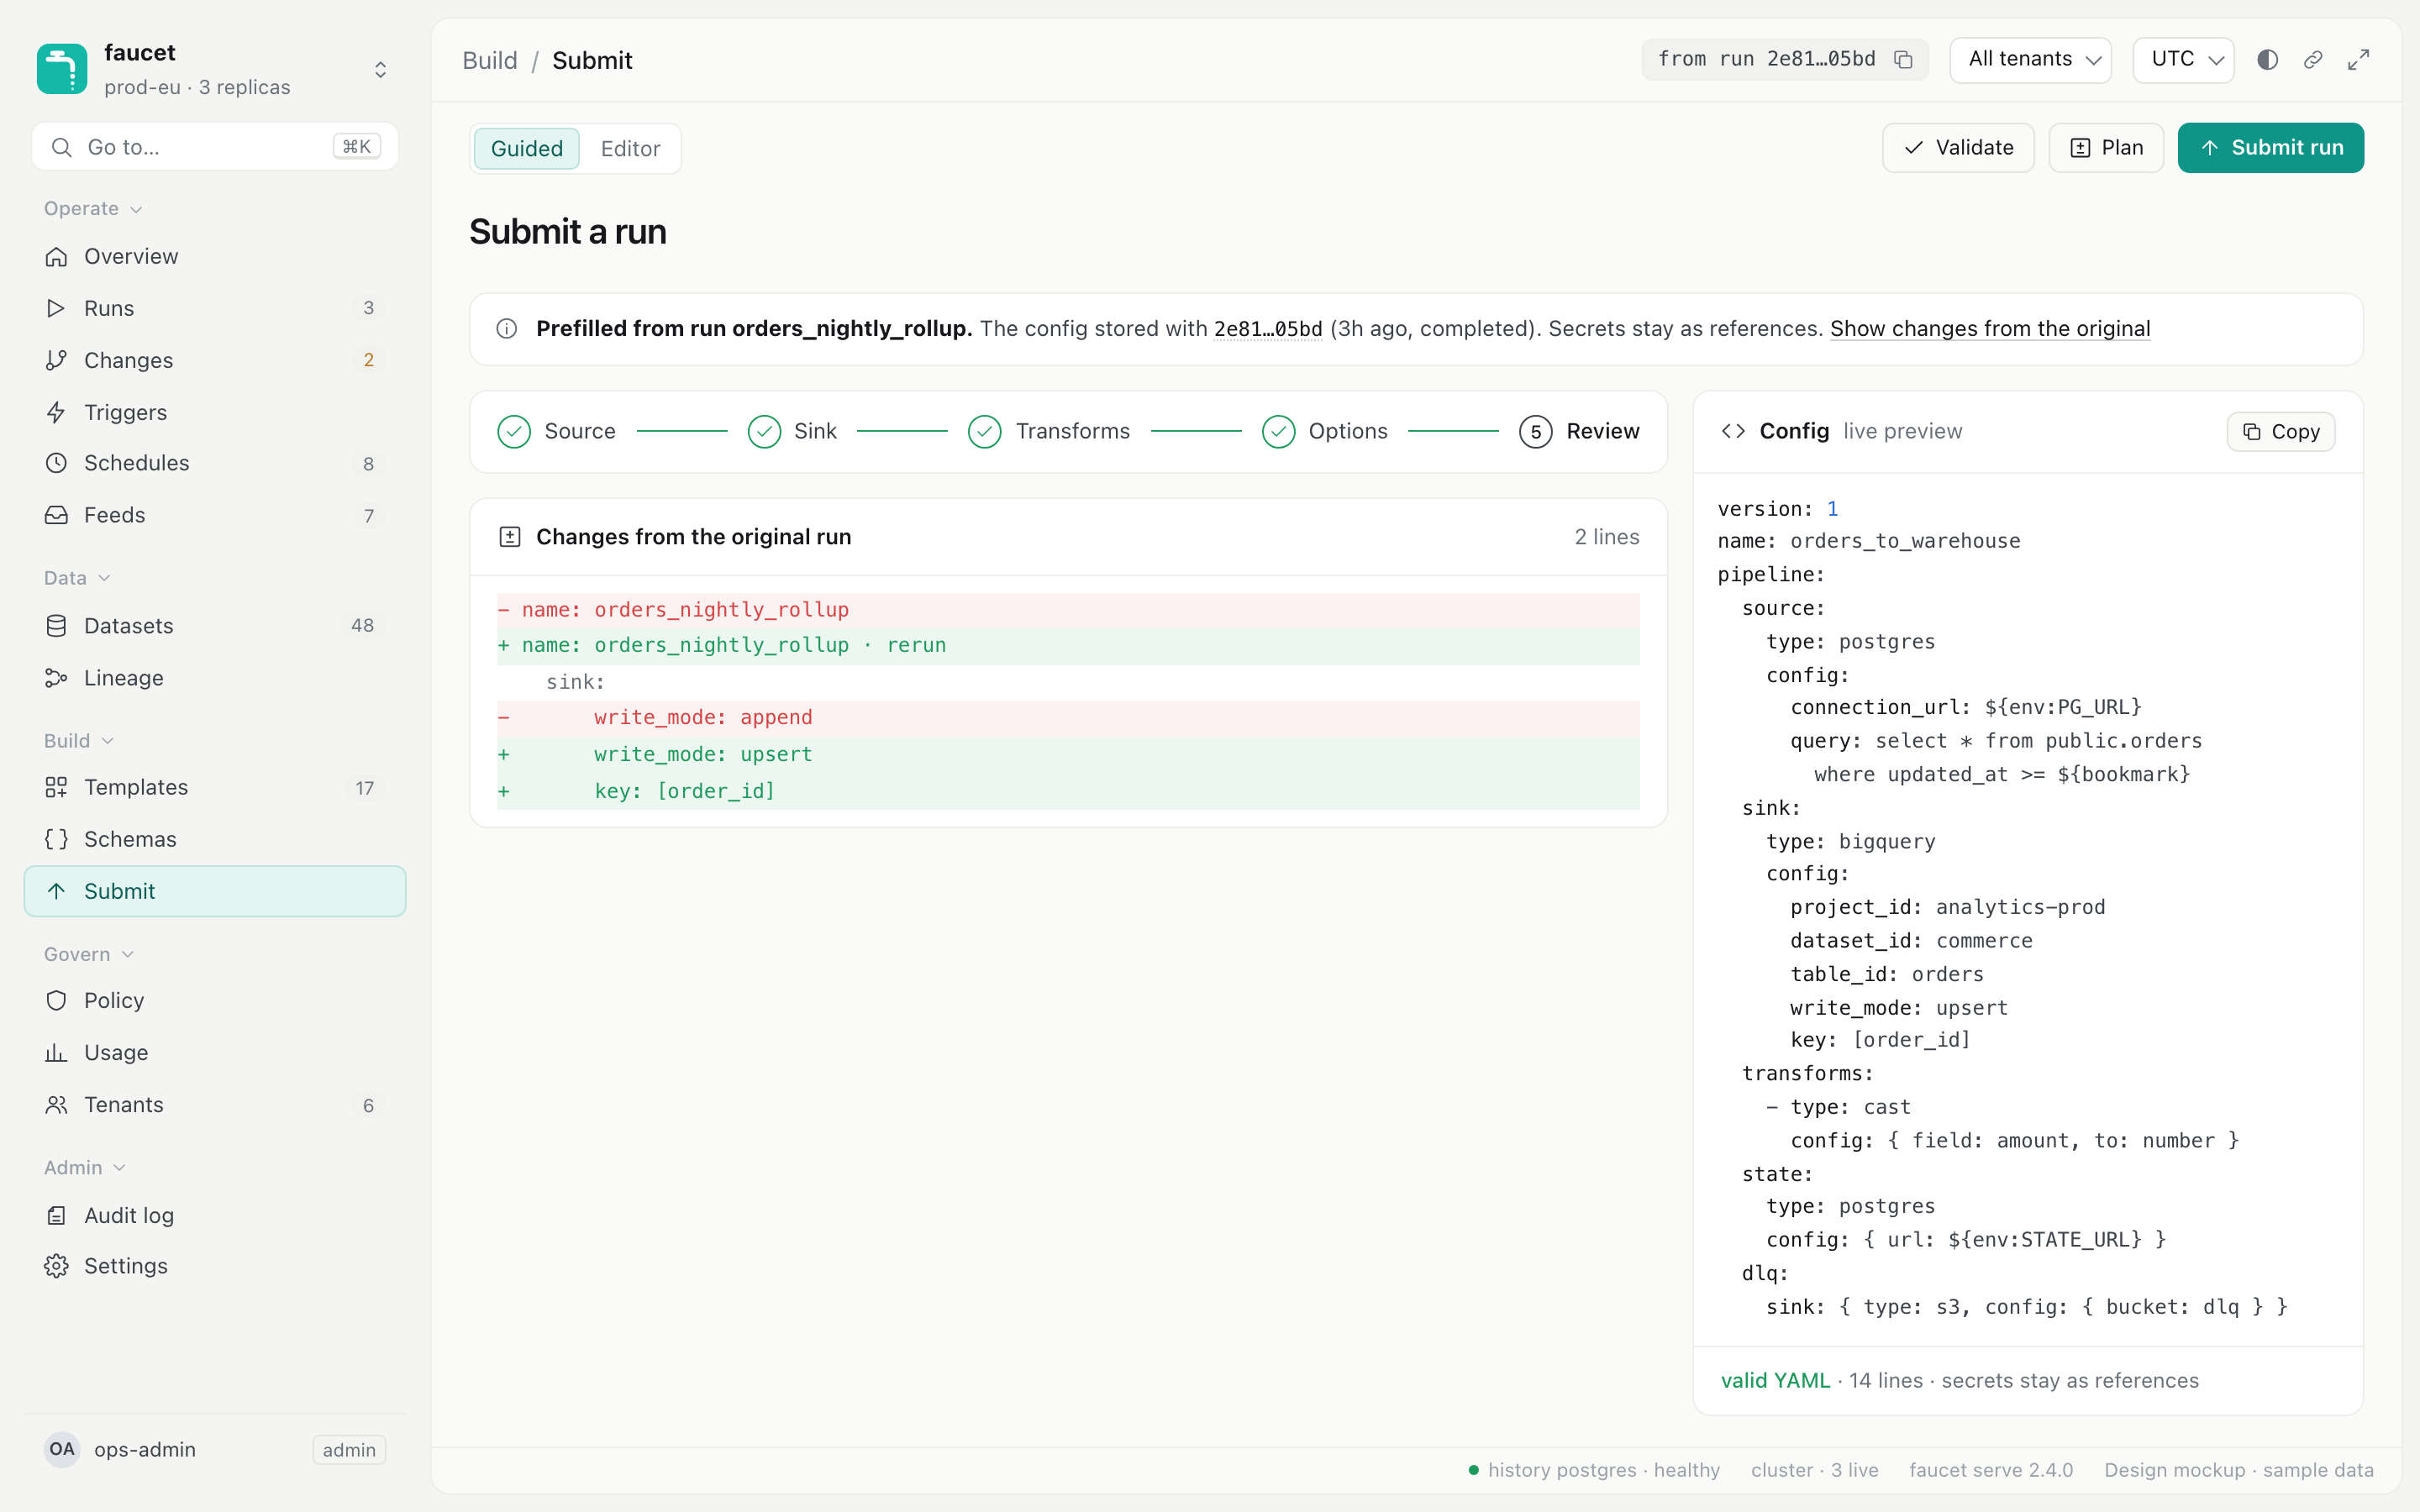 faucet
prod-eu · 3 replicas
Go to...
⌘K
Operate
Overview
Runs 3
Changes 2
Triggers
Schedules 8
Feeds 7
Data
Datasets 48
Lineage
Build
Templates 17
Schemas
Submit
Govern
Policy
Usage
Tenants 6
Admin
Audit log
Settings
OA ops-admin admin
Build / Submit
from run 2e81…05bd
All tenants
UTC
Guided Editor
Validate
Plan
Submit run
Submit a run
Prefilled from run orders_nightly_rollup. The config stored with 2e81…05bd (3h ago, completed). Secrets stay as references. Show changes from the original
Source Sink Transforms Options 5 Review
Changes from the original run 2 lines
− name: orders_nightly_rollup
+ name: orders_nightly_rollup · rerun
sink:
− write_mode: append
+ write_mode: upsert
+ key: [order_id]
Config live preview Copy
version: 1
name: orders_to_warehouse
pipeline:
source:
type: postgres
config:
connection_url: ${env:PG_URL}
query: select * from public.orders
where updated_at >= ${bookmark}
sink:
type: bigquery
config:
project_id: analytics-prod
dataset_id: commerce
table_id: orders
write_mode: upsert
key: [order_id]
transforms:
- type: cast
config: { field: amount, to: number }
state:
type: postgres
config: { url: ${env:STATE_URL} }
dlq:
sink: { type: s3, config: { bucket: dlq } }
valid YAML · 14 lines · secrets stay as references
history postgres · healthy cluster · 3 live faucet serve 2.4.0 Design mockup · sample data